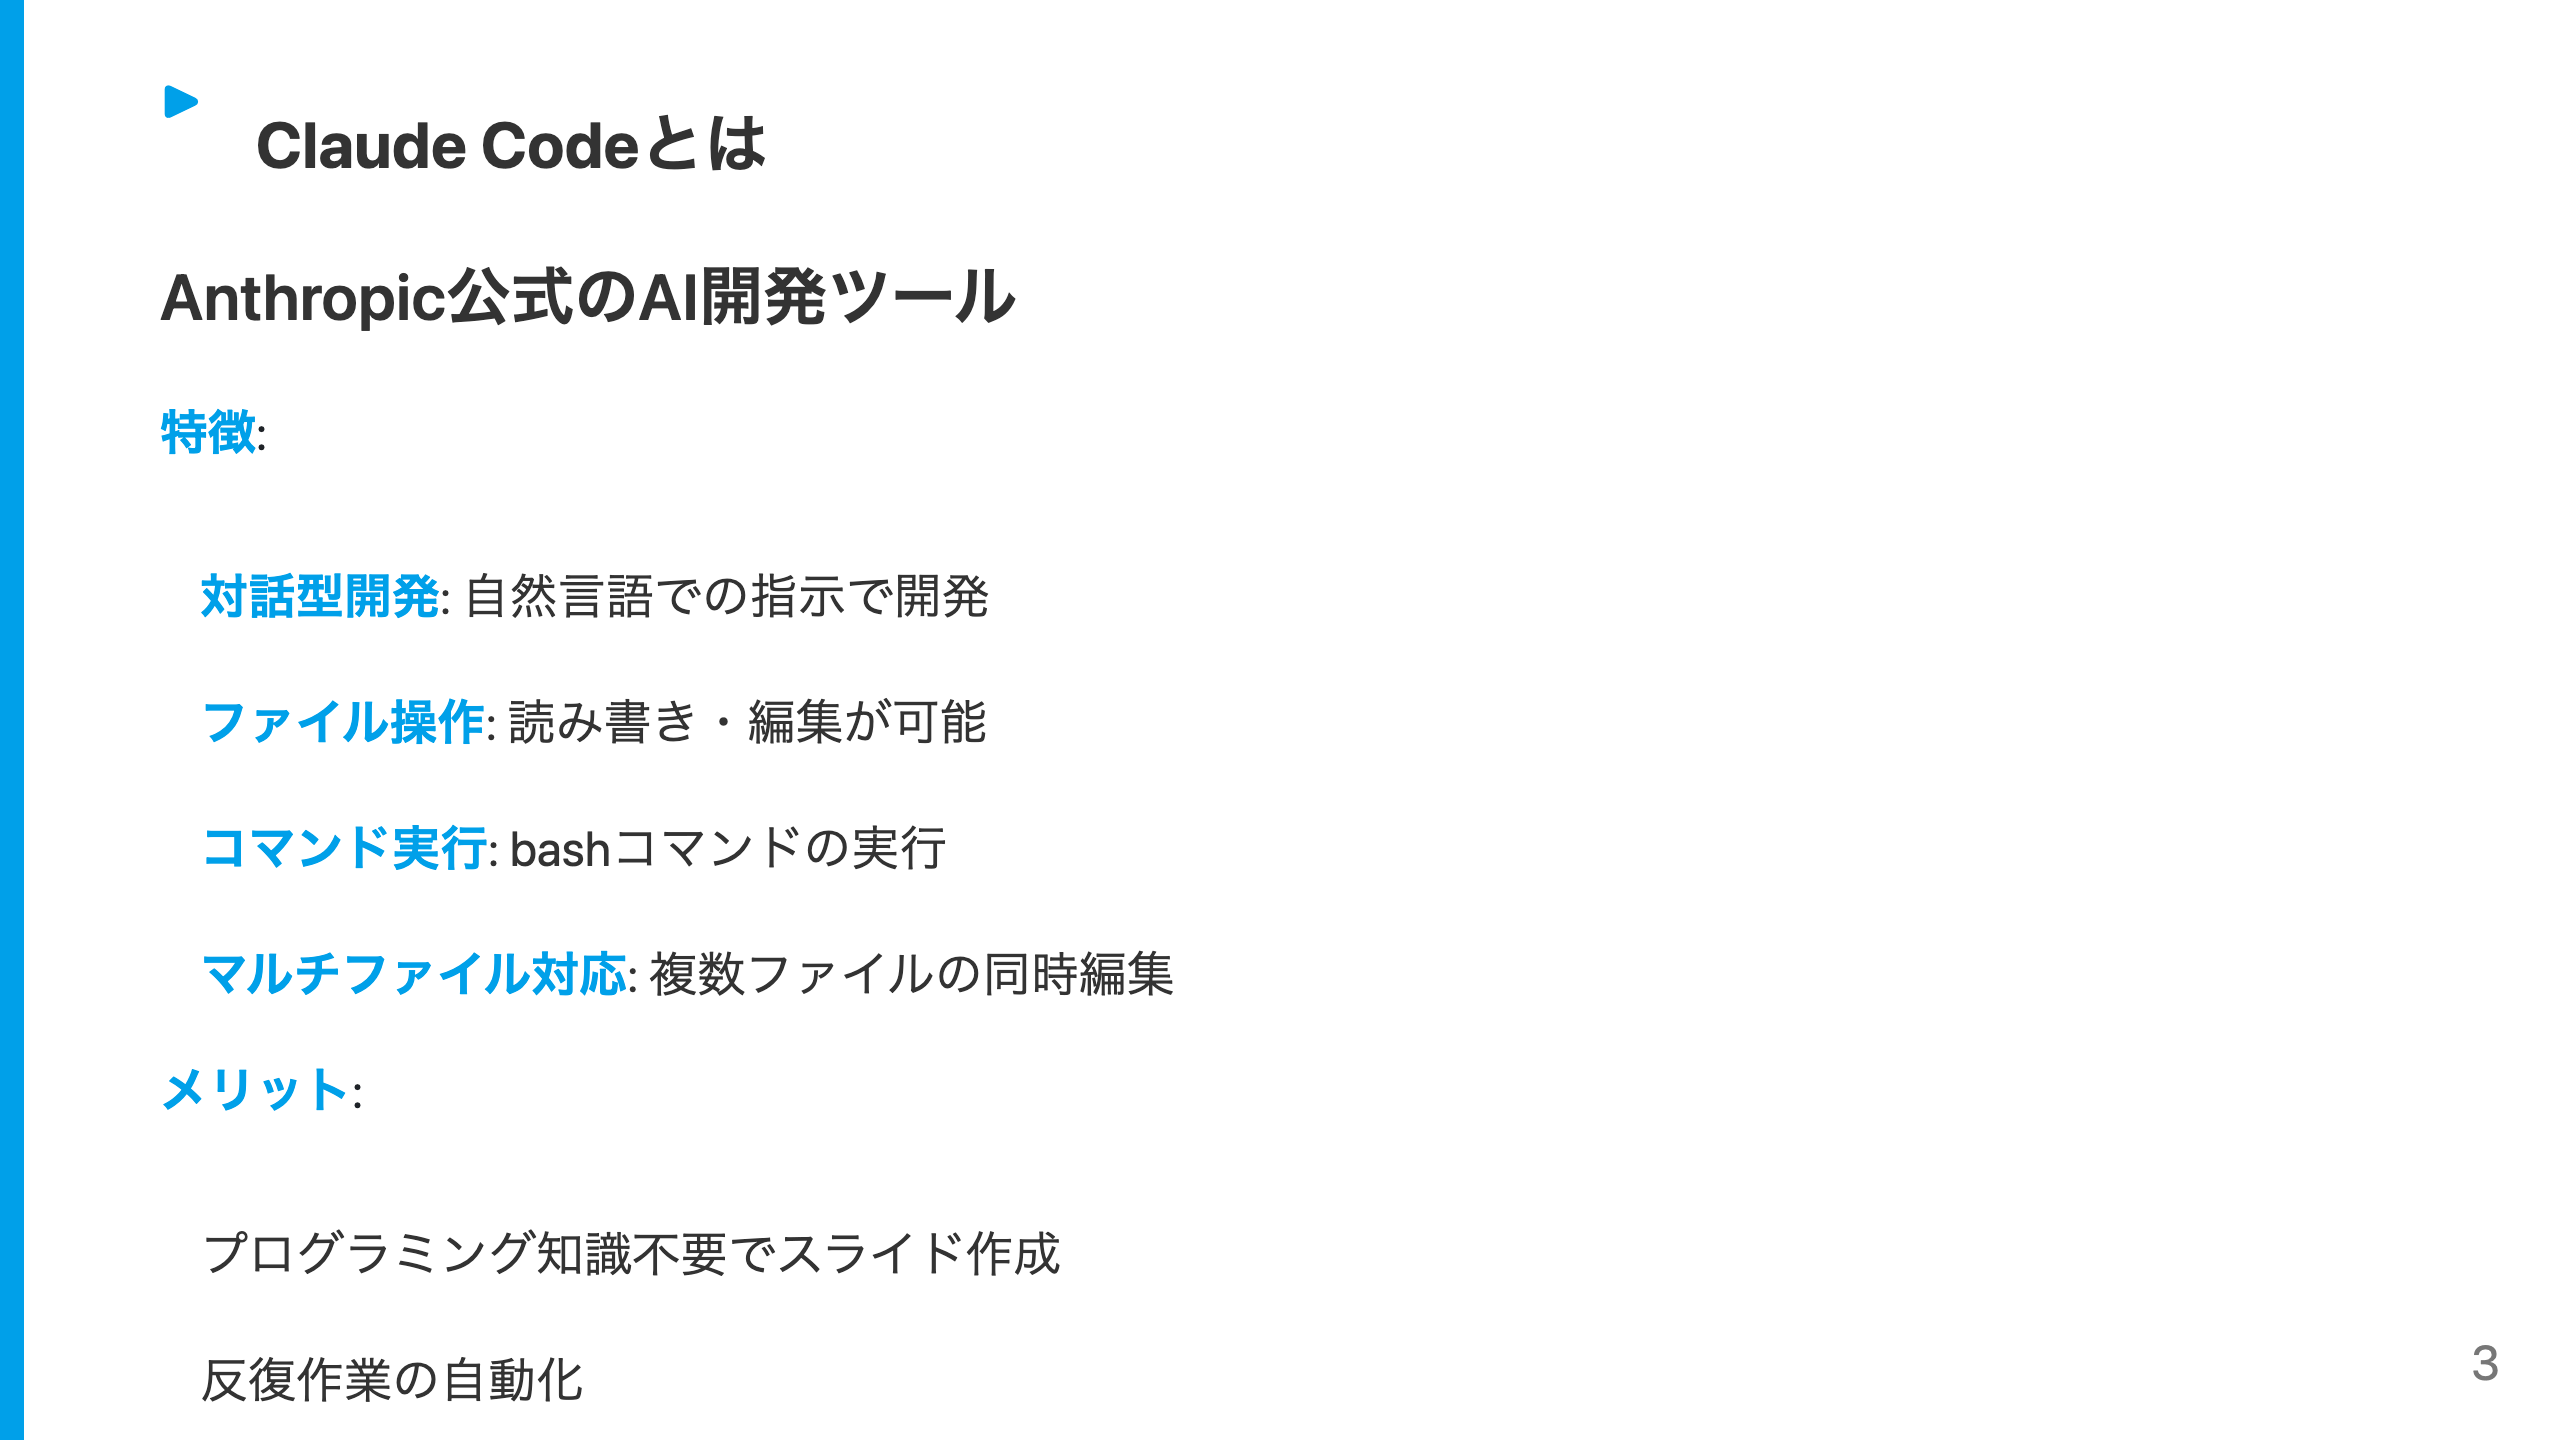 Claude Codeとは
Anthropic公式のAI開発ツール
特徴:
対話型開発: 自然言語での指示で開発
ファイル操作: 読み書き・編集が可能
コマンド実行: bashコマンドの実行
マルチファイル対応: 複数ファイルの同時編集
メリット:
プログラミング知識不要でスライド作成
反復作業の自動化
3